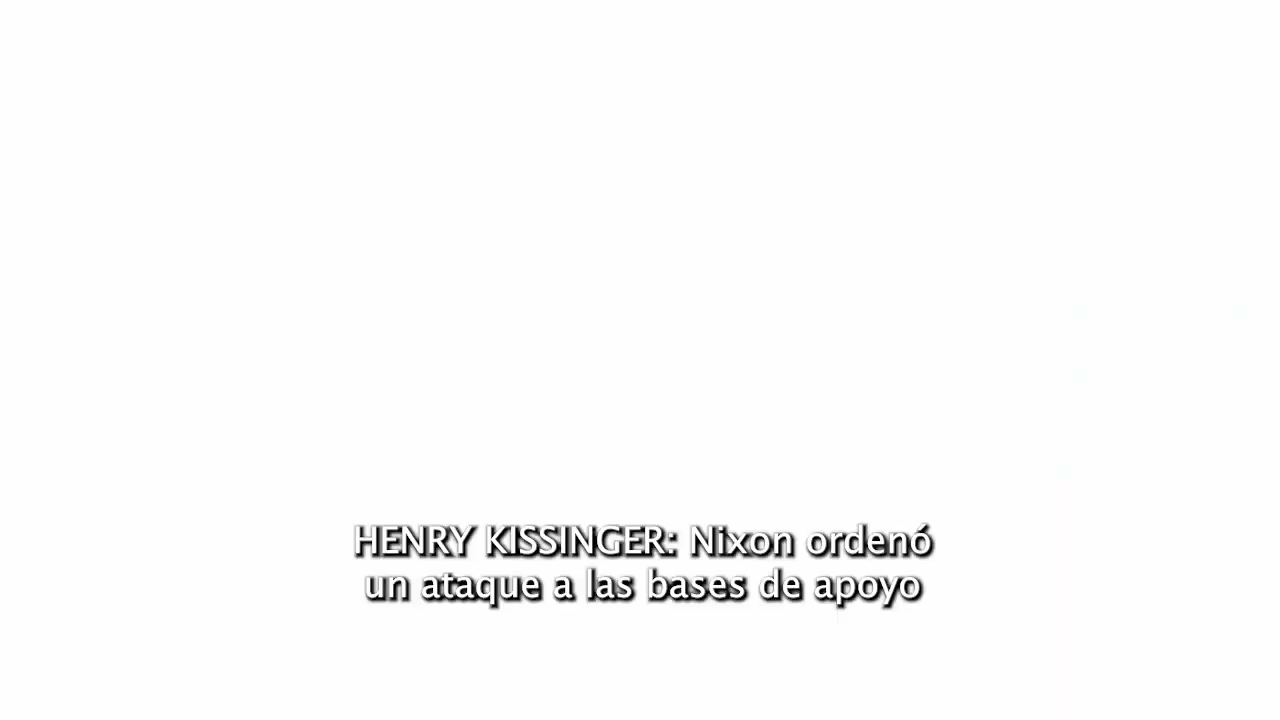 HENRY KISSINGER: Nixon ordenó
un ataque a las bases de apoyo